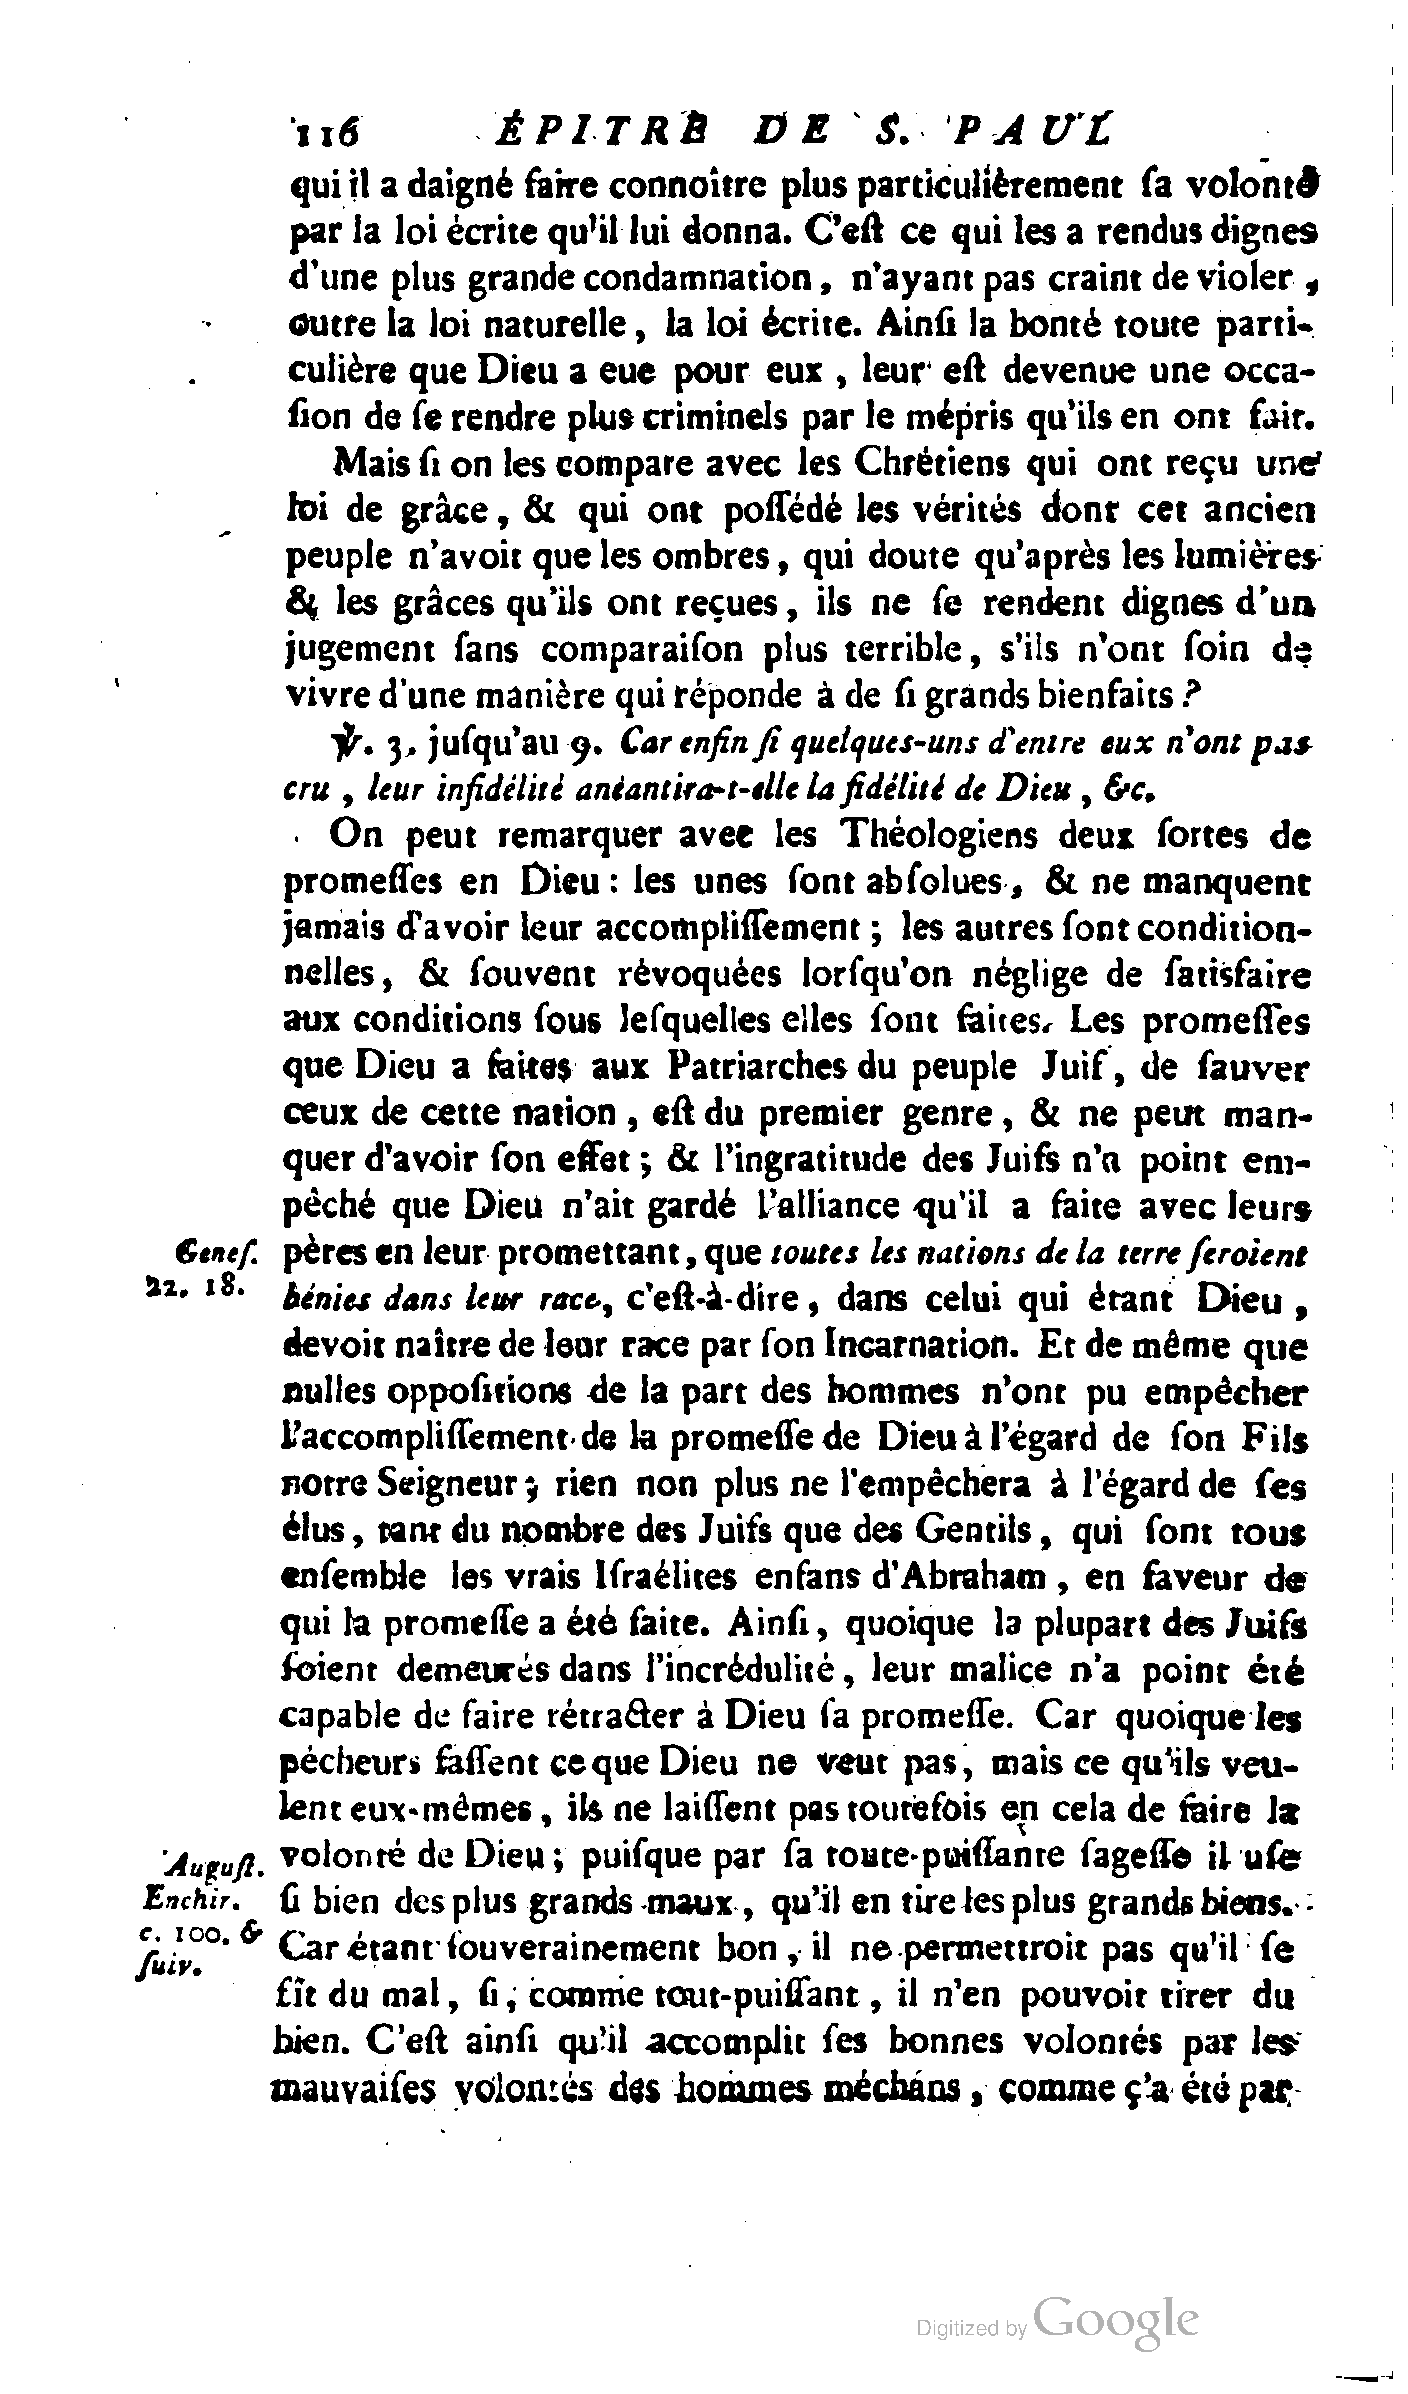 116 ÉPITRE DE S. PAUL
qui il a daigné faire connoître plus particuliérement ſa volonté
par la loi écrite qu'il lui donna. C'eſt ce qui les a rendus dignes
d'une plus grande condamnation, n'ayant pas craint de violer,
outre la loi naturelle, la loi écrite. Ainſi la bonté toute parti-
culière que Dieu a eue pour eux, leur eſt devenue une occa-
ſion de ſe rendre plus criminels par le mépris qu'ils en ont fait.
Mais ſi on les compare avec les Chrétiens qui ont reçu une
loi de grâce, & qui ont poſſédé les vérités dont cet ancien
peuple n'avoit que les ombres, qui doute qu'après les lumières
& les grâces qu'ils ont reçues, ils ne ſe rendent dignes d'un
jugement ſans comparaiſon plus terrible, s'ils n'ont ſoin de
vivre d'une manière qui réponde à de ſi grands bienfaits ?
℣. 3. juſqu'au 9. Car enfin ſi quelques-uns d'entre eux n'ont pas
cru, leur infidélité anéantira-t-elle la fidélité de Dieu, &c.
On peut remarquer avec les Théologiens deux ſortes de
promeſſes en Dieu : les unes ſont abſolues, & ne manquent
jamais d'avoir leur accompliſſement ; les autres ſont condition-
nelles, & ſouvent révoquées lorſqu'on néglige de ſatisfaire
aux conditions ſous leſquelles elles ſont faites. Les promeſſes
que Dieu a faites aux Patriarches du peuple Juif, de ſauver
ceux de cette nation, eſt du premier genre, & ne peut man-
quer d'avoir ſon effet ; & l'ingratitude des Juifs n'a point em-
pêché que Dieu n'ait gardé l'alliance qu'il a faite avec leurs
Geneſ. pères en leur promettant, que toutes les nations de la terre ſeroient
22. 18. bénies dans leur race, c'eſt-à-dire, dans celui qui étant Dieu,
devoit naître de leur race par ſon Incarnation. Et de même que
nulles oppoſitions de la part des hommes n'ont pu empêcher
l'accompliſſement de la promeſſe de Dieu à l'égard de ſon Fils
notre Seigneur ; rien non plus ne l'empêchera à l'égard de ſes
élus, tant du nombre des Juifs que des Gentils, qui ſont tous
enſemble les vrais Iſraélites enfans d'Abraham, en faveur de
qui la promeſſe a été faite. Ainſi, quoique la plupart des Juifs
ſoient demeurés dans l'incrédulité, leur malice n'a point été
capable de faire rétracter à Dieu ſa promeſſe. Car quoique les
pécheurs faſſent ce que Dieu ne veut pas, mais ce qu'ils veu-
lent eux-mêmes, ils ne laiſſent pas toutefois en cela de faire la
Auguſt. volonté de Dieu ; puiſque par ſa toute-puiſſante ſageſſe il uſe
Enchir. ſi bien des plus grands maux, qu'il en tire les plus grands biens.
c. 100. & Car étant ſouverainement bon, il ne permettroit pas qu'il ſe
ſuiv.
fît du mal, ſi, comme tout-puiſſant, il n'en pouvoit tirer du
bien. C'eſt ainſi qu'il accomplit ſes bonnes volontés par les
mauvaiſes volontés des hommes méchans, comme ç'a été par
Digitized by Google